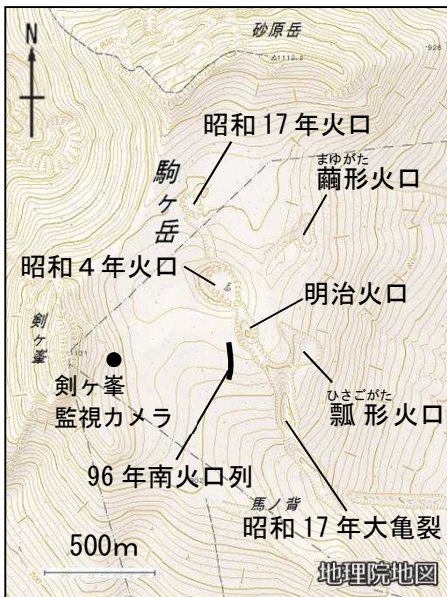 N
砂原岳
1112.2
昭和17年火口
まゆがた
繭形火口
駒ヶ岳
昭和4年火口
明治火口
剣ヶ峯
剣ヶ峯
監視カメラ
ひさごがた
瓢形火口
96年南火口列
馬ノ背
昭和17年大亀裂
500m
地理院地図